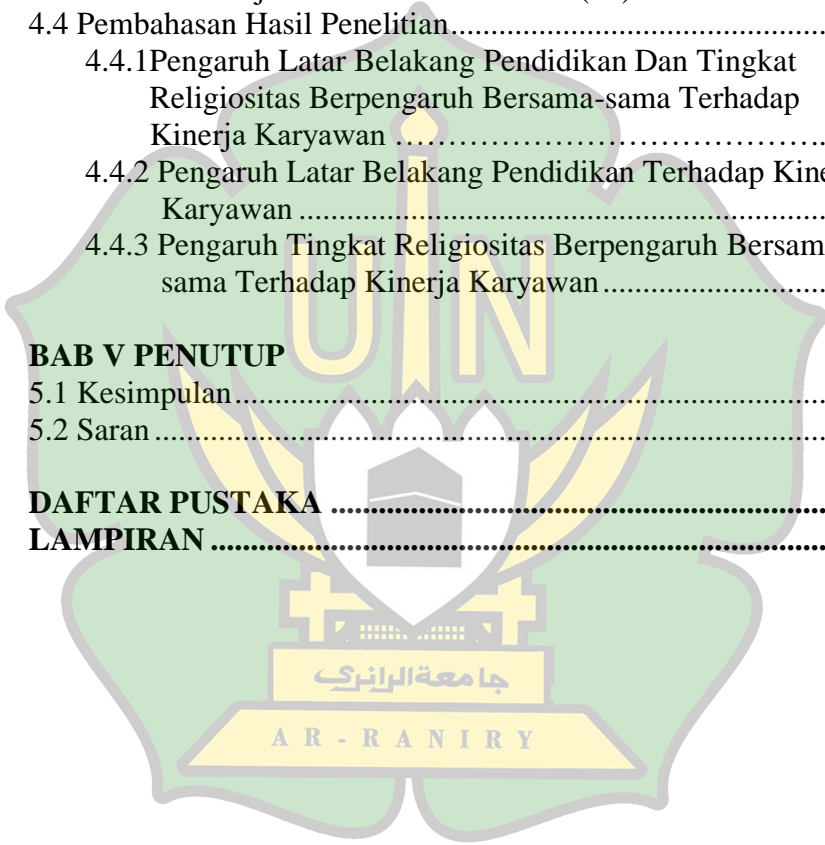 4.4 Pembahasan Hasil Penelitian..............................................................
4.4.1Pengaruh Latar Belakang Pendidikan Dan Tingkat
Religiositas Berpengaruh Bersama-sama Terhadap
Kinerja Karyawan …………………………………..
4.4.2 Pengaruh Latar Belakang Pendidikan Terhadap Kine
Karyawan ..............................................................................
4.4.3 Pengaruh Tingkat Religiositas Berpengaruh Bersam
sama Terhadap Kinerja Karyawan..................................
BAB V PENUTUP
5.1 Kesimpulan.........................................................................................
5.2 Saran....................................................................................................
DAFTAR PUSTAKA ...........................................................................
LAMPIRAN .............................................................................................
UIN
جامعةالرانري
AR-RANIRY